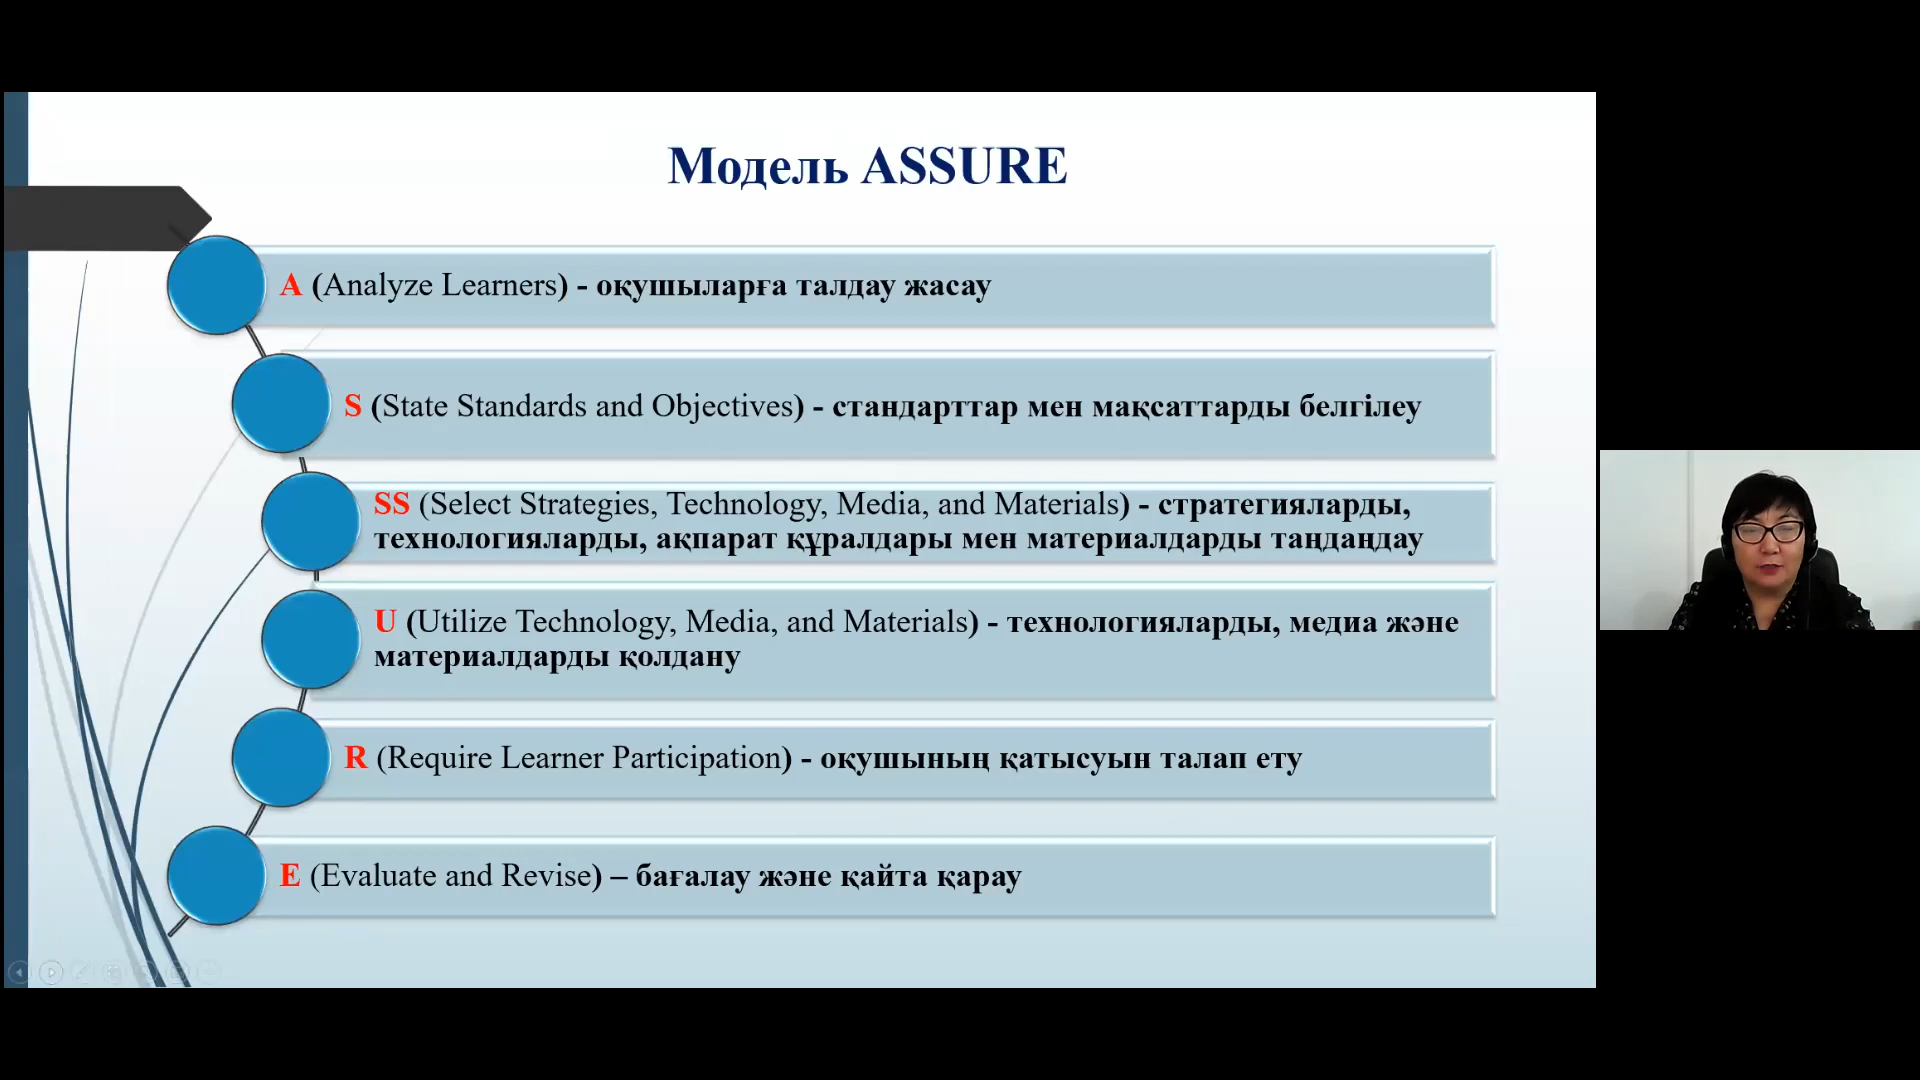 Модель ASSURE
A (Analyze Learners) - оқушыларға талдау жасау
S (State Standards and Objectives) - стандарттар мен мақсаттарды белгілеу
SS (Select Strategies, Technology, Media, and Materials) - стратегияларды,
технологияларды, ақпарат құралдары мен материалдарды таңдаңдау
U (Utilize Technology, Media, and Materials) - технологияларды, медиа және
материалдарды қолдану
R (Require Learner Participation) - оқушының қатысуын талап ету
E (Evaluate and Revise) – бағалау және қайта қарау